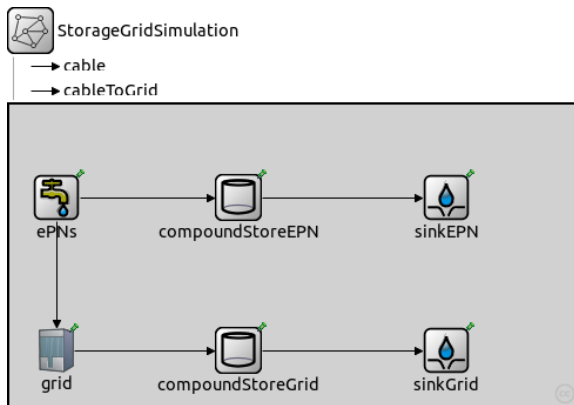 StorageGridSimulation
cable
cableToGrid
ePNs
compoundStoreEPN
sinkEPN
grid
compoundStoreGrid
sinkGrid